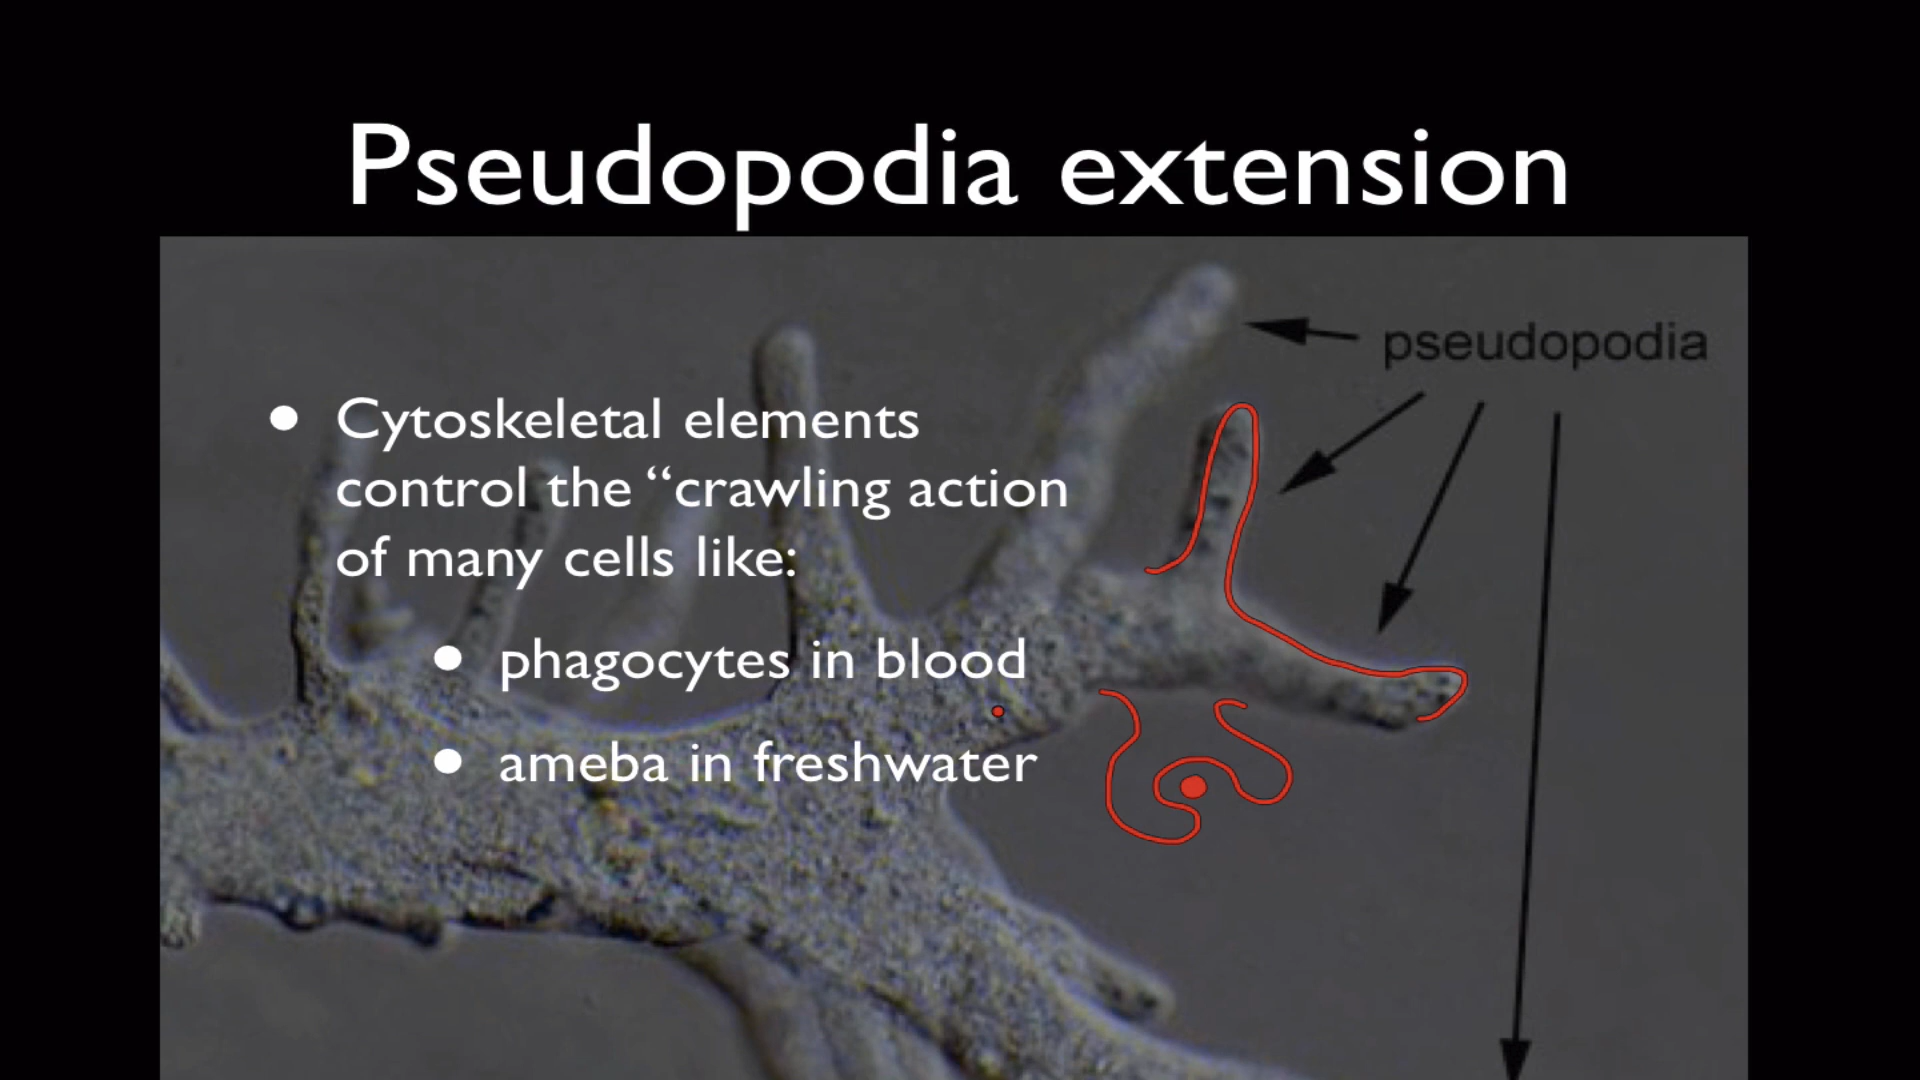 Pseudopodia extension
pseudopodia
• Cytoskeletal elements
control the “crawling action
of many cells like:
• phagocytes in blood
• ameba in freshwater